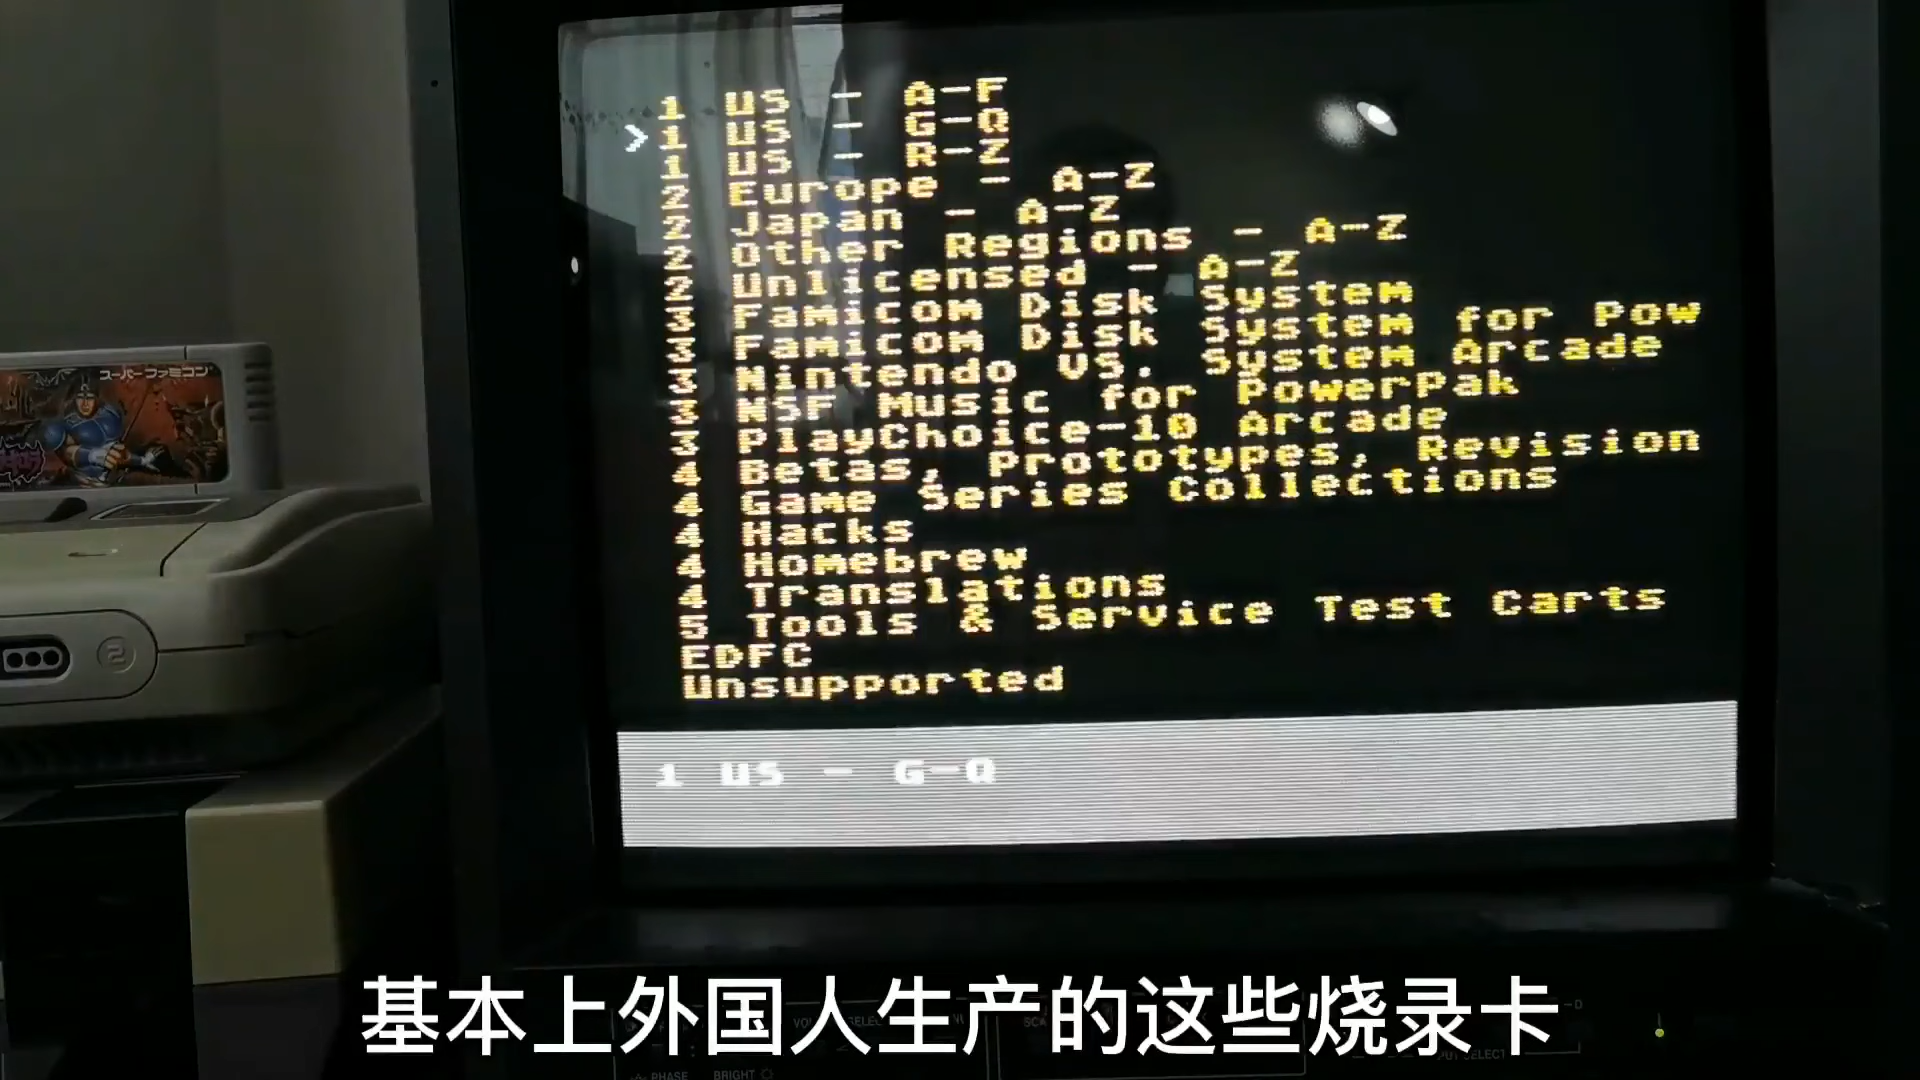 1 US - A-F
>1 US - G-Q
1 US - R-Z
2 Europe - A-Z
2 Japan - A-Z
2 Other Regions - A-Z
2 Unlicensed - A-Z
3 Famicom Disk System
3 Famicom Disk System for Pow
3 Nintendo VS. System Arcade
3 NSF Music for PowerPak
3 PlayChoice-10 Arcade
4 Betas, Prototypes, Revision
4 Game Series Collections
4 Hacks
4 Homebrew
4 Translations
5 Tools & Service Test Carts
EDFC
Unsupported
1 US - G-Q
スーパーファミコン
2
PHASE
BRIGHT
基本上外国人生产的这些烧录卡